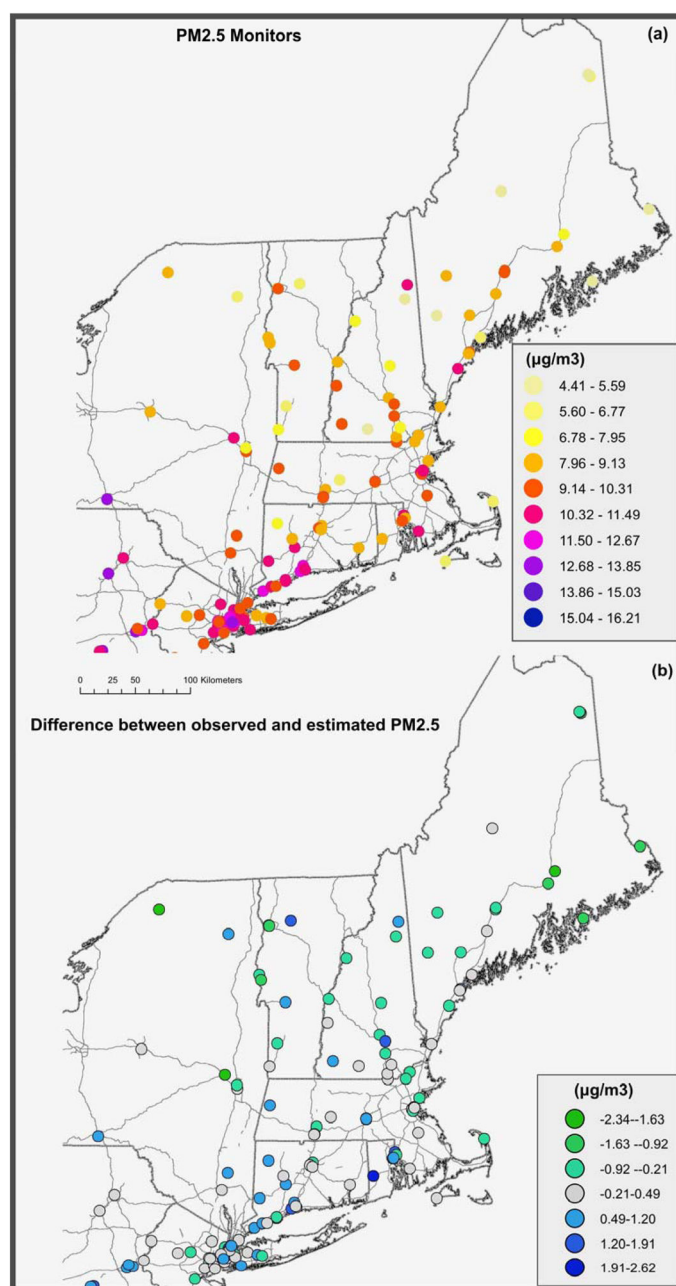 PM2.5 Monitors
(a)
(µg/m3)
4.41 - 5.59
5.60 - 6.77
6.78 - 7.95
7.96 - 9.13
9.14 - 10.31
10.32 - 11.49
11.50 - 12.67
12.68 - 13.85
13.86 - 15.03
15.04 - 16.21
0 25 50 100 Kilometers
(b)
Difference between observed and estimated PM2.5
(µg/m3)
-2.34--1.63
-1.63 --0.92
-0.92 --0.21
-0.21-0.49
0.49-1.20
1.20-1.91
1.91-2.62